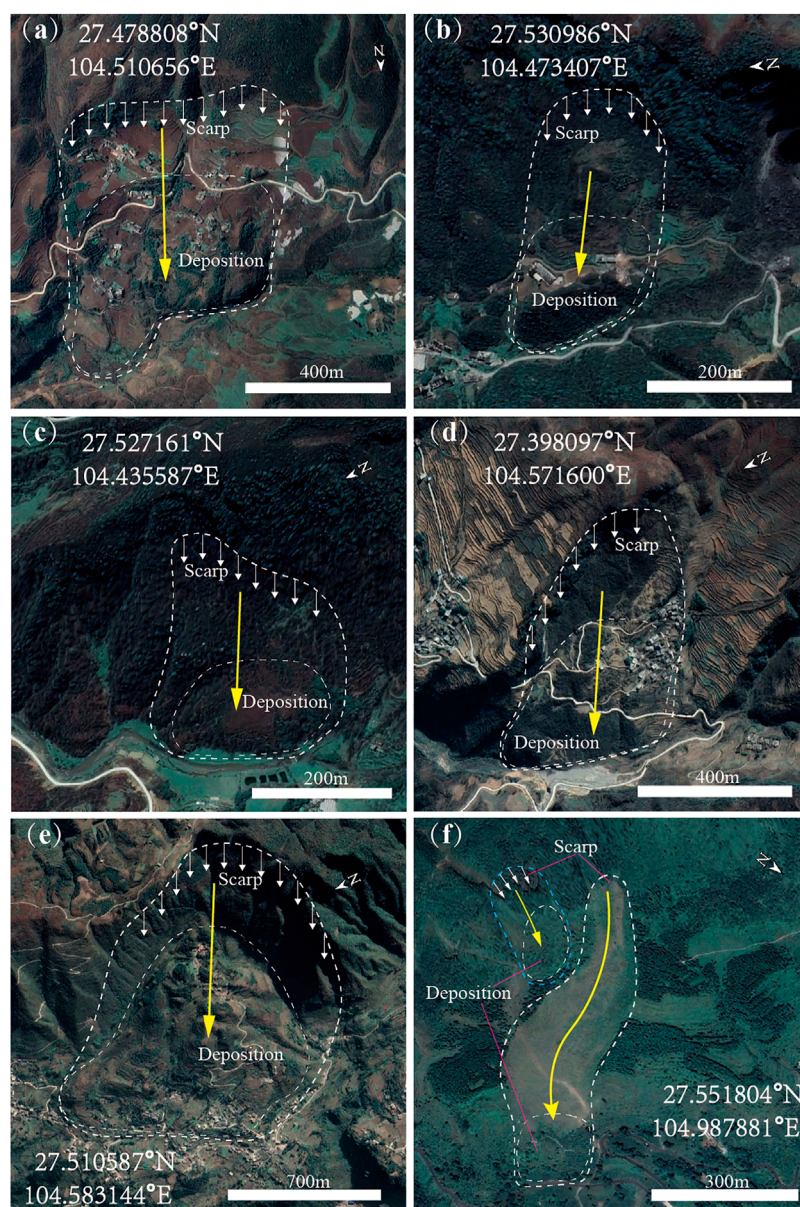 (a)
27.478808°N
104.510656°E
N
Scarp
Deposition
400m
(b)
27.530986°N
104.473407°E
N
Scarp
Deposition
200m
(c)
27.527161°N
104.435587°E
N
Scarp
Deposition
200m
(d)
27.398097°N
104.571600°E
N
Scarp
Deposition
400m
(e)
N
Scarp
Deposition
27.510587°N
104.583144°E
700m
(f)
Scarp
N
Deposition
27.551804°N
104.987881°E
300m